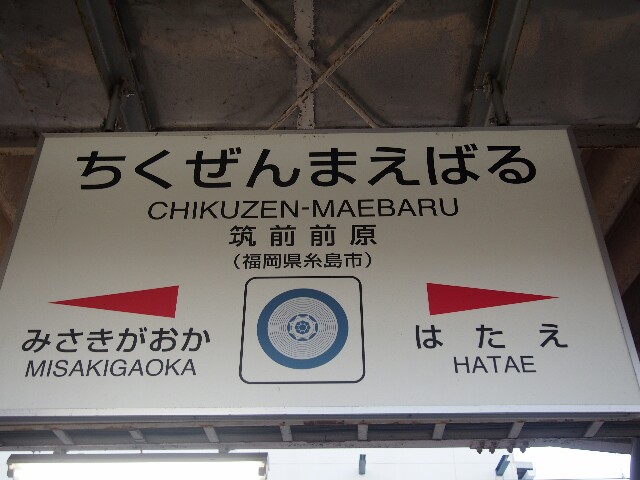 ちくぜんまえばる
CHIKUZEN-MAEBARU
筑前前原
(福岡県糸島市)
みさきがおか
MISAKIGAOKA
はたえ
HATAE